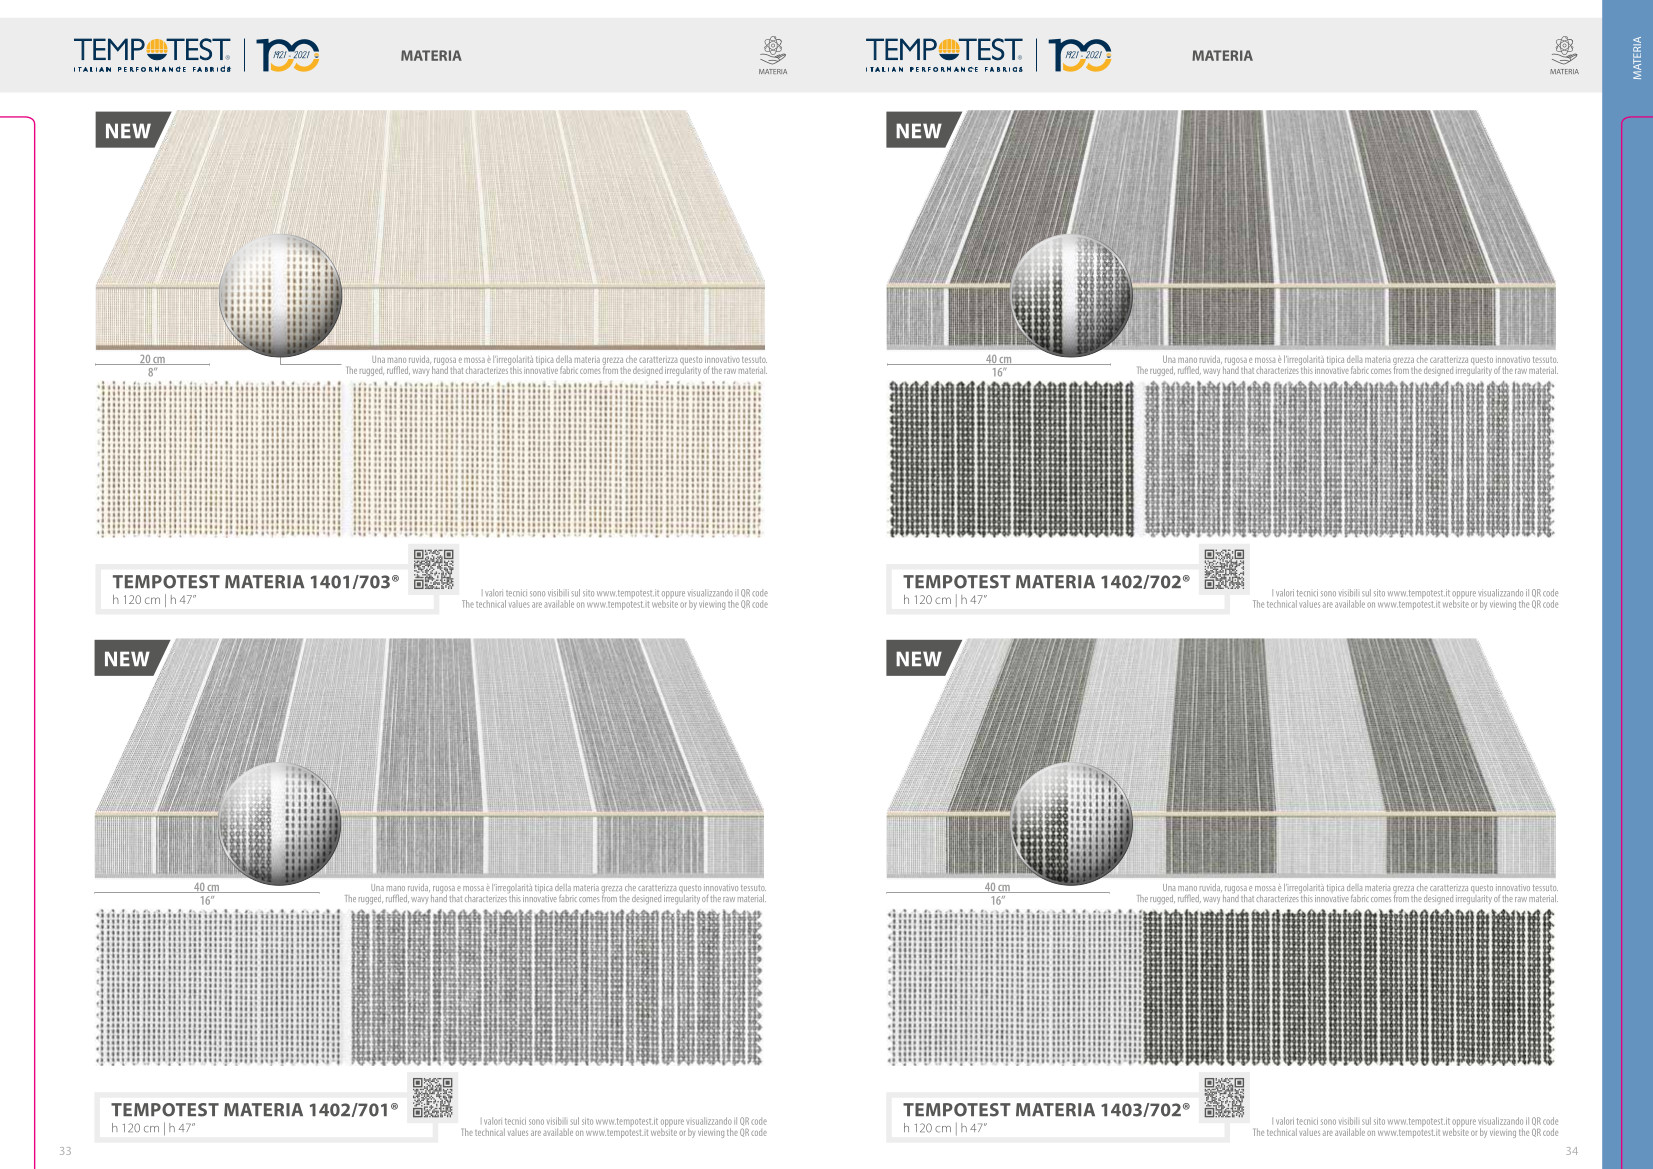 TEMPOTEST®
ITALIAN PERFORMANCE FABRICS
1921 - 2021
MATERIA
MATERIA
NEW
20 cm
8”
Una mano ruvida, rugosa e mossa è l’irregolarità tipica della materia grezza che caratterizza questo innovativo tessuto.
The rugged, ruffled, wavy hand that characterizes this innovative fabric comes from the designed irregularity of the raw material.
TEMPOTEST MATERIA 1401/703®
h 120 cm | h 47”
I valori tecnici sono visibili sul sito www.tempotest.it oppure visualizzando il QR code
The technical values are available on www.tempotest.it website or by viewing the QR code
NEW
40 cm
16”
Una mano ruvida, rugosa e mossa è l’irregolarità tipica della materia grezza che caratterizza questo innovativo tessuto.
The rugged, ruffled, wavy hand that characterizes this innovative fabric comes from the designed irregularity of the raw material.
TEMPOTEST MATERIA 1402/701®
h 120 cm | h 47”
I valori tecnici sono visibili sul sito www.tempotest.it oppure visualizzando il QR code
The technical values are available on www.tempotest.it website or by viewing the QR code
33
TEMPOTEST®
ITALIAN PERFORMANCE FABRICS
1921 - 2021
MATERIA
MATERIA
MATERIA
NEW
40 cm
16”
Una mano ruvida, rugosa e mossa è l’irregolarità tipica della materia grezza che caratterizza questo innovativo tessuto.
The rugged, ruffled, wavy hand that characterizes this innovative fabric comes from the designed irregularity of the raw material.
TEMPOTEST MATERIA 1402/702®
h 120 cm | h 47”
I valori tecnici sono visibili sul sito www.tempotest.it oppure visualizzando il QR code
The technical values are available on www.tempotest.it website or by viewing the QR code
NEW
40 cm
16”
Una mano ruvida, rugosa e mossa è l’irregolarità tipica della materia grezza che caratterizza questo innovativo tessuto.
The rugged, ruffled, wavy hand that characterizes this innovative fabric comes from the designed irregularity of the raw material.
TEMPOTEST MATERIA 1403/702®
h 120 cm | h 47”
I valori tecnici sono visibili sul sito www.tempotest.it oppure visualizzando il QR code
The technical values are available on www.tempotest.it website or by viewing the QR code
34